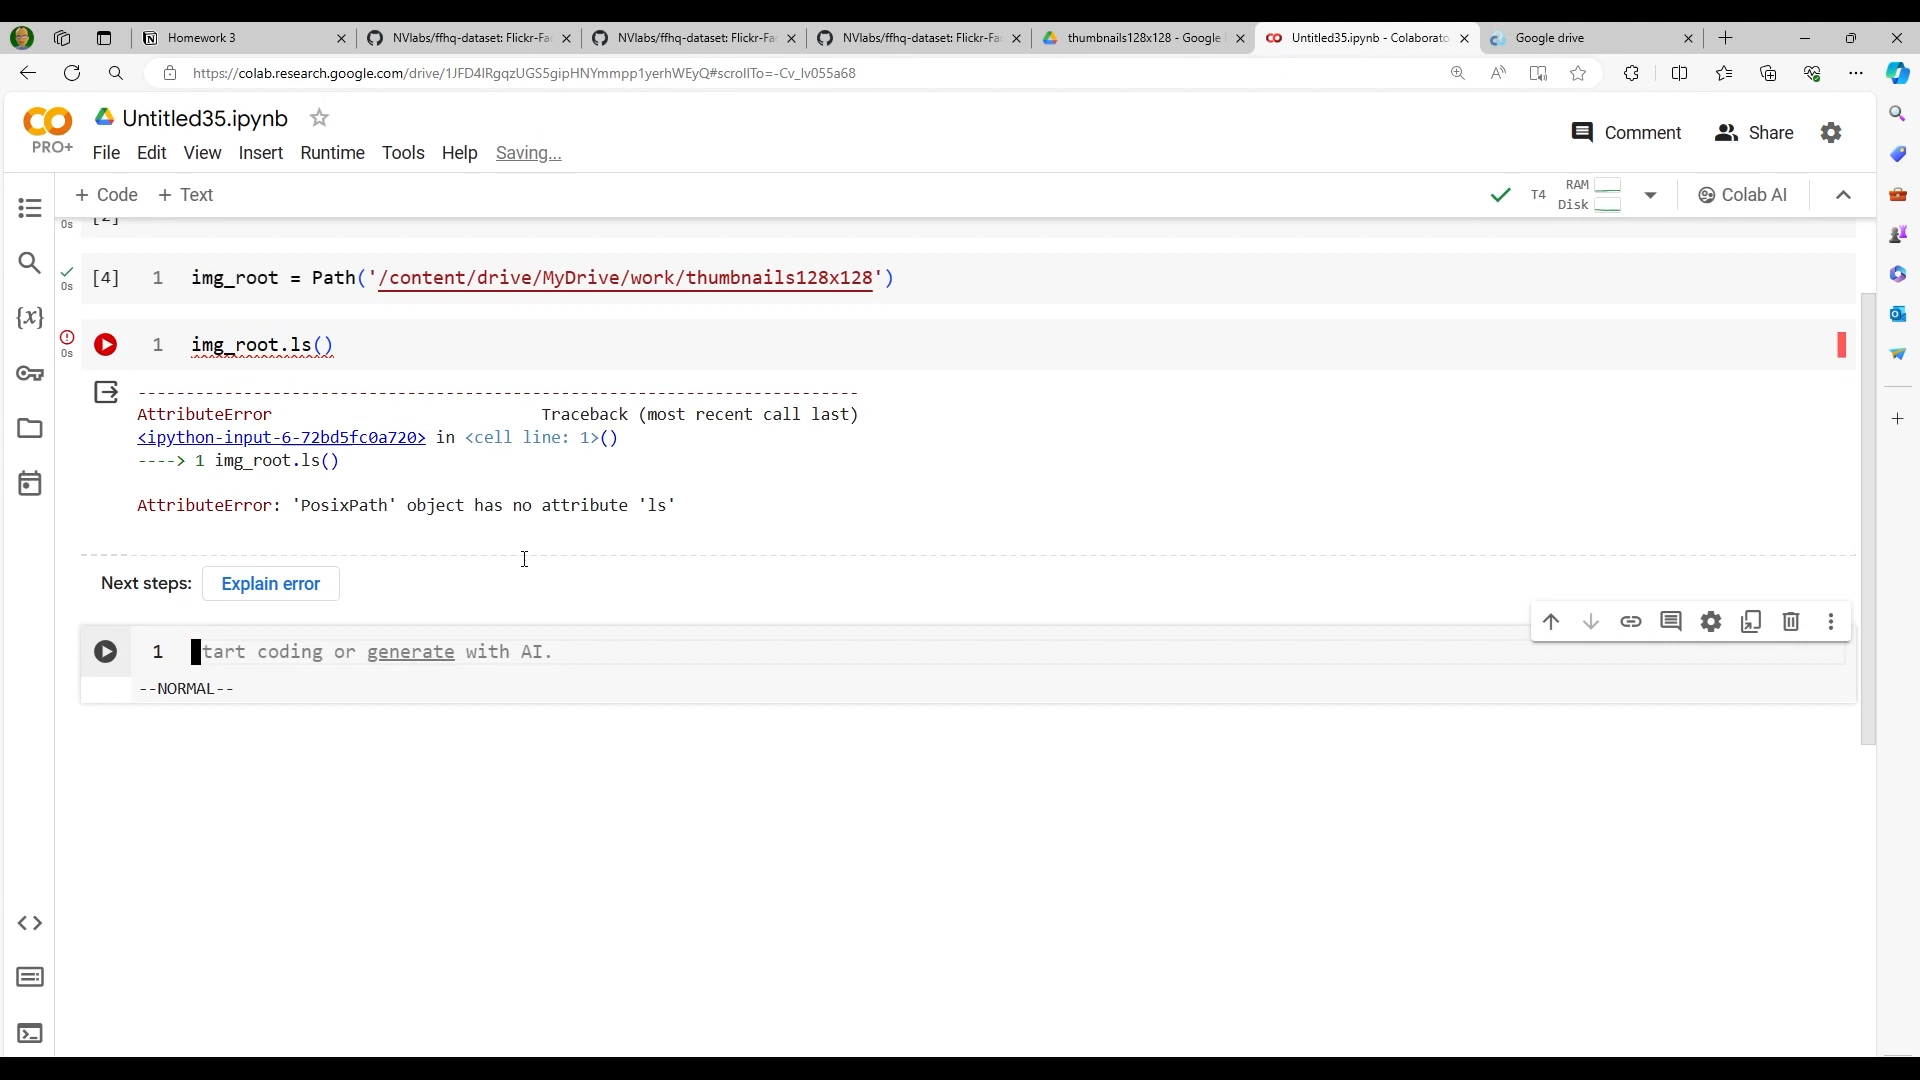 Homework 3
NVlabs/ffhq-dataset: Flickr-Fa
NVlabs/ffhq-dataset: Flickr-Fa
NVlabs/ffhq-dataset: Flickr-Fa
thumbnails128x128 - Google
Untitled35.ipynb - Colaborato
Google drive
https://colab.research.google.com/drive/1JFD4IRgqzUGS5gipHNYmmpp1yerhWEyQ#scrollTo=-Cv_lv055a68
PRO+
Untitled35.ipynb
File Edit View Insert Runtime Tools Help Saving...
Comment
Share
+ Code + Text
T4
RAM
Disk
Colab AI
0s
[2]
0s
[4] 1 img_root = Path('/content/drive/MyDrive/work/thumbnails128x128')
0s
1 img_root.ls()
---------------------------------------------------------------------------
AttributeError Traceback (most recent call last)
<ipython-input-6-72bd5fc0a720> in <cell line: 1>()
----> 1 img_root.ls()
AttributeError: 'PosixPath' object has no attribute 'ls'
Next steps: Explain error
1 tart coding or generate with AI.
--NORMAL--